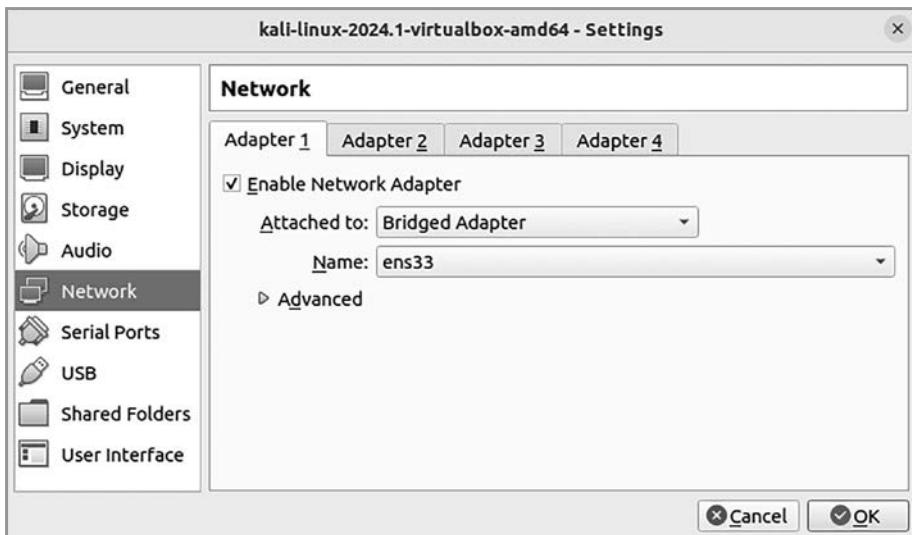 kali-linux-2024.1-virtualbox-amd64 - Settings
General
System
Display
Storage
Audio
Network
Serial Ports
USB
Shared Folders
User Interface
Network
Adapter 1 Adapter 2 Adapter 3 Adapter 4
Enable Network Adapter
Attached to: Bridged Adapter
Name: ens33
Advanced
Cancel OK